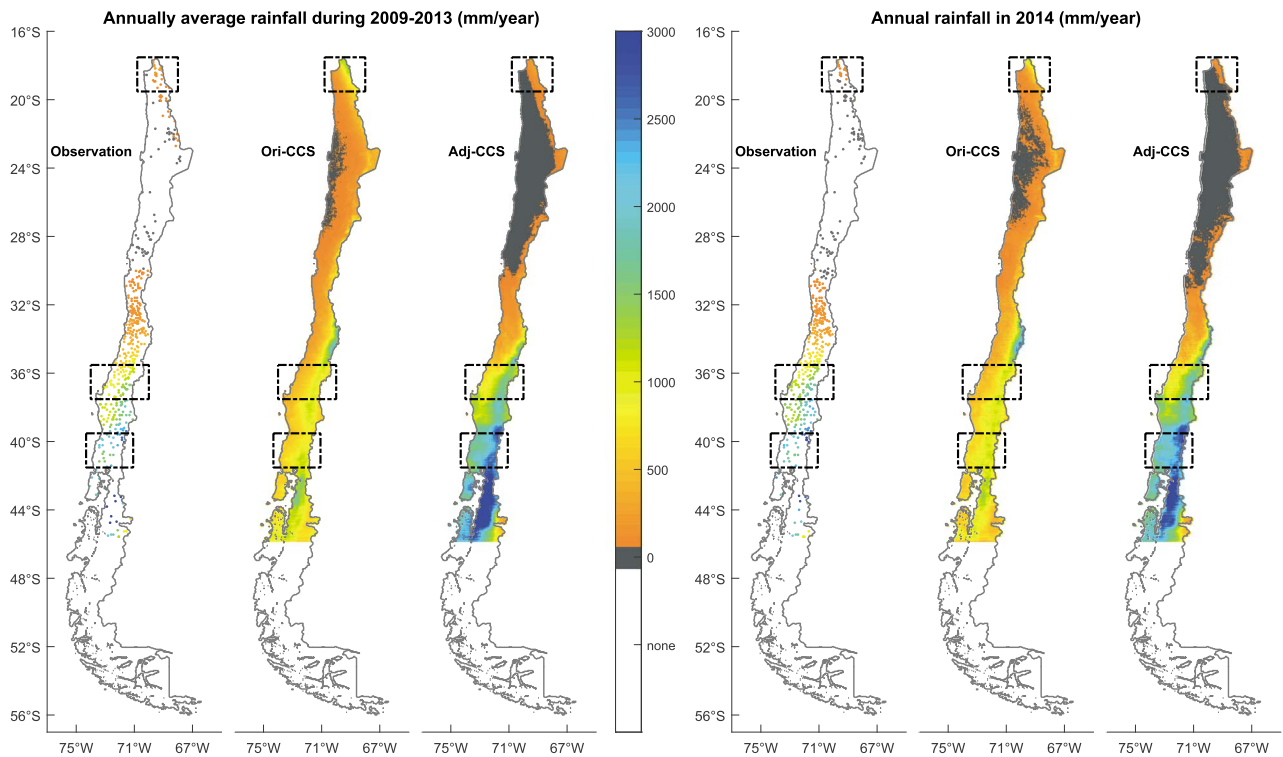 Annually average rainfall during 2009-2013 (mm/year)
Annual rainfall in 2014 (mm/year)
16°S
20°S
24°S
28°S
32°S
36°S
40°S
44°S
48°S
52°S
56°S
Observation
Ori-CCS
Adj-CCS
75°W
71°W
67°W
75°W
71°W
67°W
75°W
71°W
67°W
3000
2500
2000
1500
1000
500
0
none
16°S
20°S
24°S
28°S
32°S
36°S
40°S
44°S
48°S
52°S
56°S
Observation
Ori-CCS
Adj-CCS
75°W
71°W
67°W
75°W
71°W
67°W
75°W
71°W
67°W